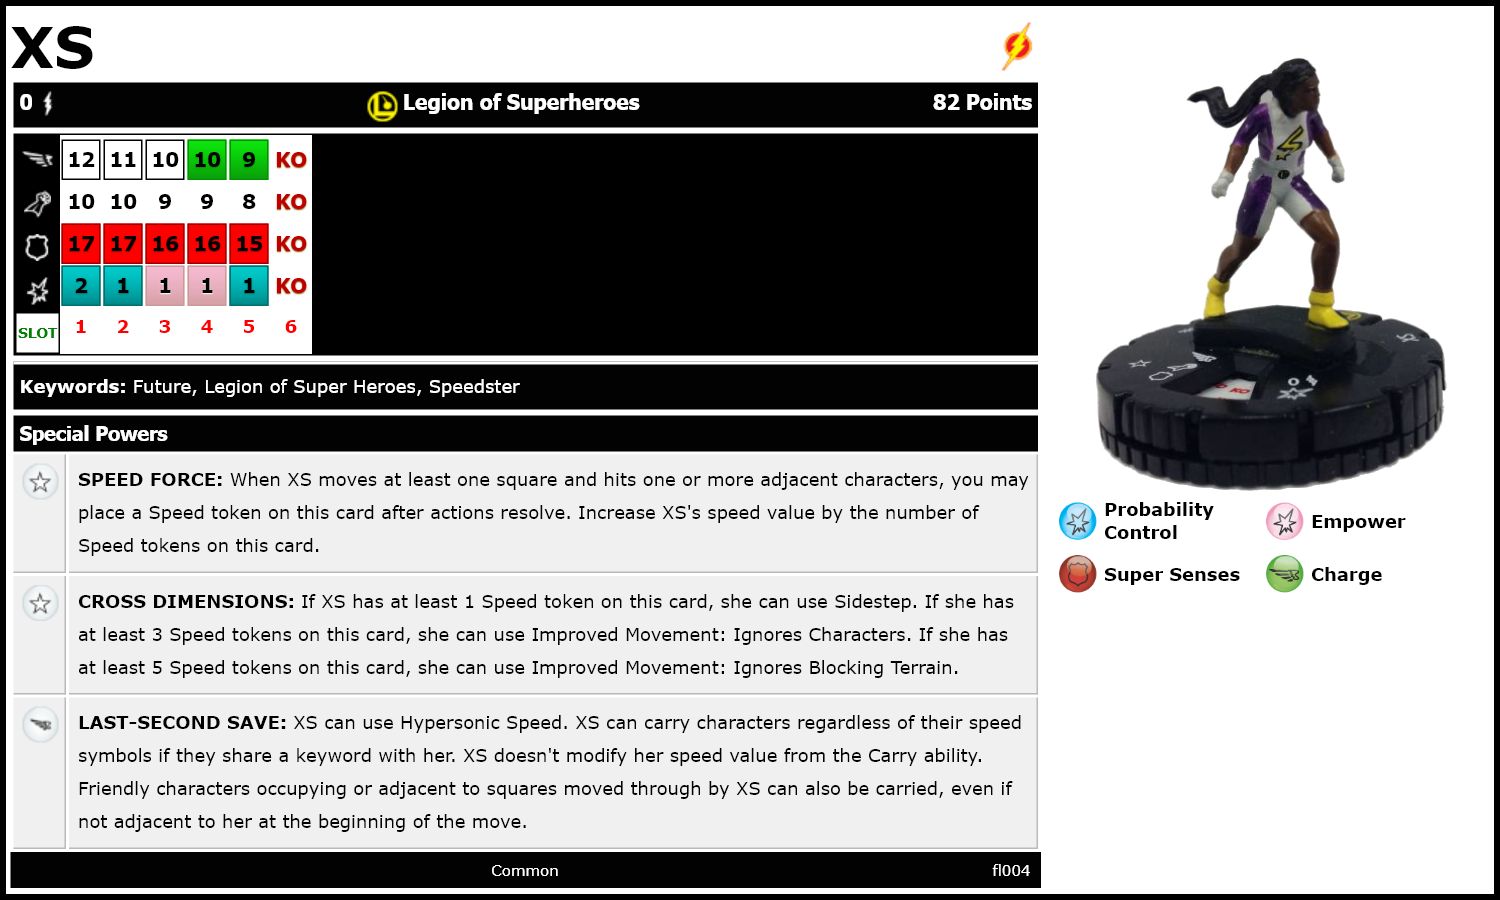 XS
0 Legion of Superheroes 82 Points
12 11 10 10 9 KO
10 10 9 9 8 KO
17 17 16 16 15 KO
2 1 1 1 1 KO
SLOT 1 2 3 4 5 6
Keywords: Future, Legion of Super Heroes, Speedster
Special Powers
SPEED FORCE: When XS moves at least one square and hits one or more adjacent characters, you may
place a Speed token on this card after actions resolve. Increase XS's speed value by the number of
Speed tokens on this card.
CROSS DIMENSIONS: If XS has at least 1 Speed token on this card, she can use Sidestep. If she has
at least 3 Speed tokens on this card, she can use Improved Movement: Ignores Characters. If she has
at least 5 Speed tokens on this card, she can use Improved Movement: Ignores Blocking Terrain.
LAST-SECOND SAVE: XS can use Hypersonic Speed. XS can carry characters regardless of their speed
symbols if they share a keyword with her. XS doesn't modify her speed value from the Carry ability.
Friendly characters occupying or adjacent to squares moved through by XS can also be carried, even if
not adjacent to her at the beginning of the move.
Common fl004
KO
Probability
Control
Empower
Super Senses
Charge